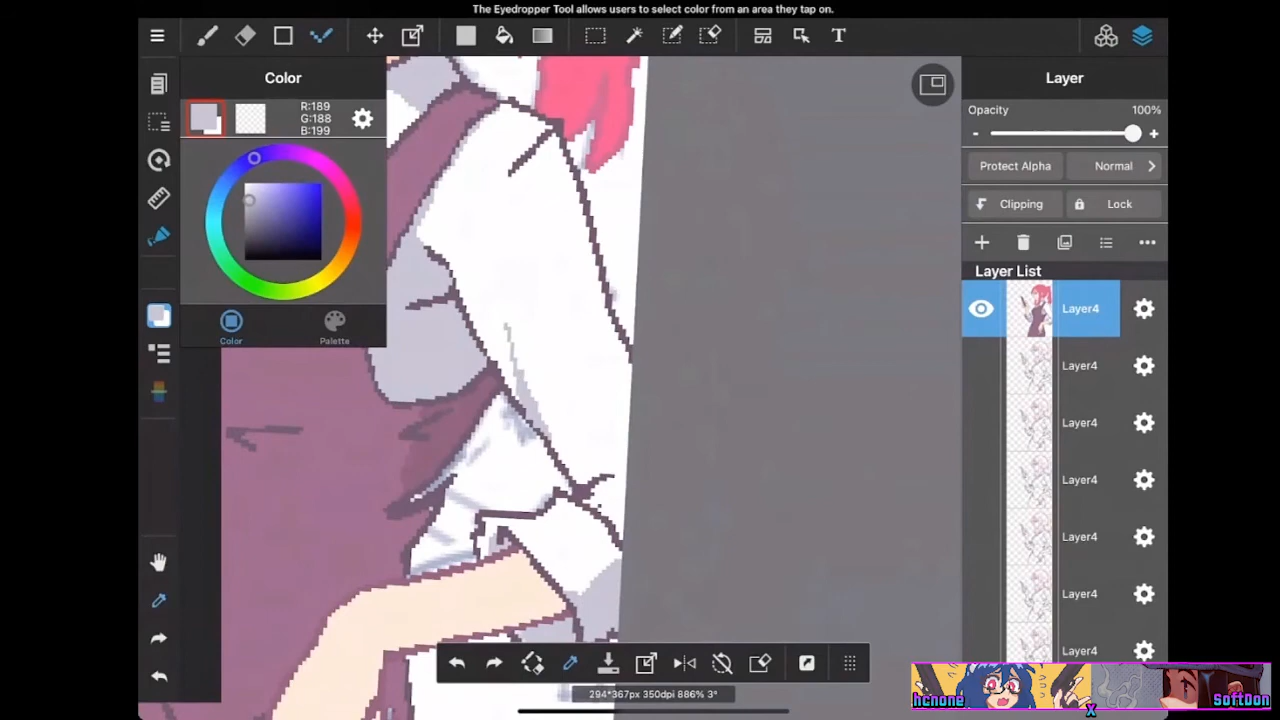 The Eyedropper Tool allows users to select color from an area they tap on.
T
Color
Layer
R:189
G:188
B:199
Opacity
100%
-
+
Protect Alpha
Normal
Clipping
Lock
Layer List
Layer4
Layer4
Layer4
Layer4
Layer4
Layer4
Layer4
Color
Palette
294*367px 350dpi 886% 3°
hcnone
X
SoftDon